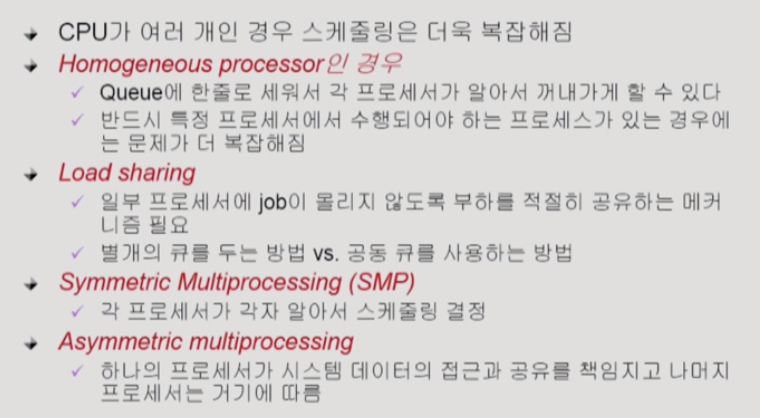 CPU가 여러 개인 경우 스케줄링은 더욱 복잡해짐
Homogeneous processor인 경우
Queue에 한줄로 세워서 각 프로세서가 알아서 꺼내가게 할 수 있다
반드시 특정 프로세서에서 수행되어야 하는 프로세스가 있는 경우에
는 문제가 더 복잡해짐
Load sharing
일부 프로세서에 job이 몰리지 않도록 부하를 적절히 공유하는 메커
니즘 필요
별개의 큐를 두는 방법 vs. 공동 큐를 사용하는 방법
Symmetric Multiprocessing (SMP)
각 프로세서가 각자 알아서 스케줄링 결정
Asymmetric multiprocessing
하나의 프로세서가 시스템 데이터의 접근과 공유를 책임지고 나머지
프로세서는 거기에 따름